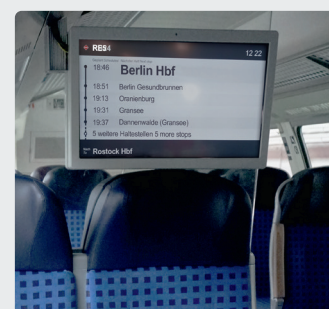 12 22
18:46 Berlin Hbf
18:51 Berlin Gesundbrunnen
19:13 Oranienburg
19:31 Gransee
19:37 Dannenwalde (Gransee)
5 weitere Haltestellen 5 more stops
Rostock Hbf